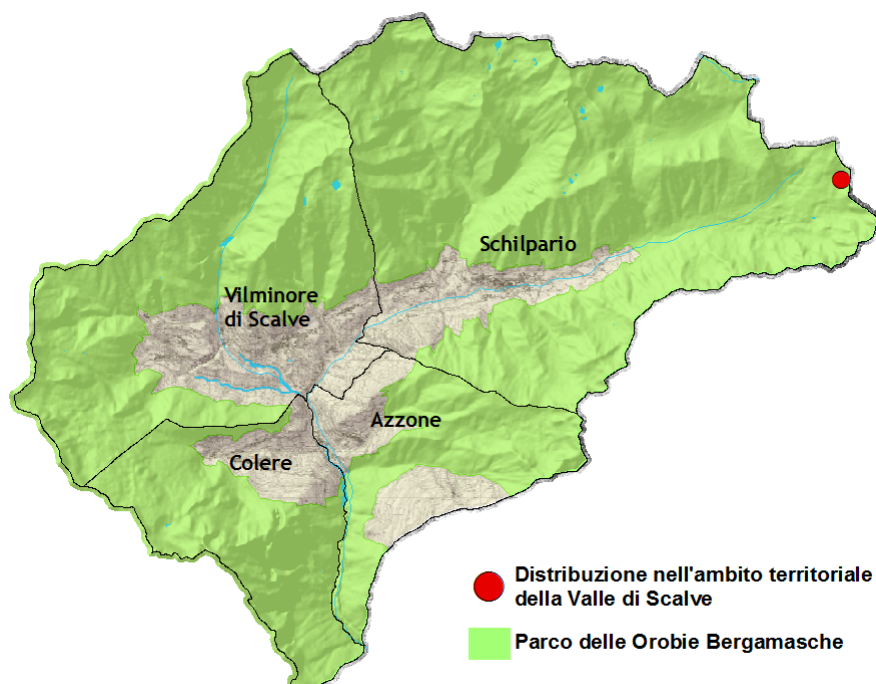 Schilpario
Vilminore
di Scalve
Azzone
Colere
Distribuzione nell'ambito territoriale
della Valle di Scalve
Parco delle Orobie Bergamasche